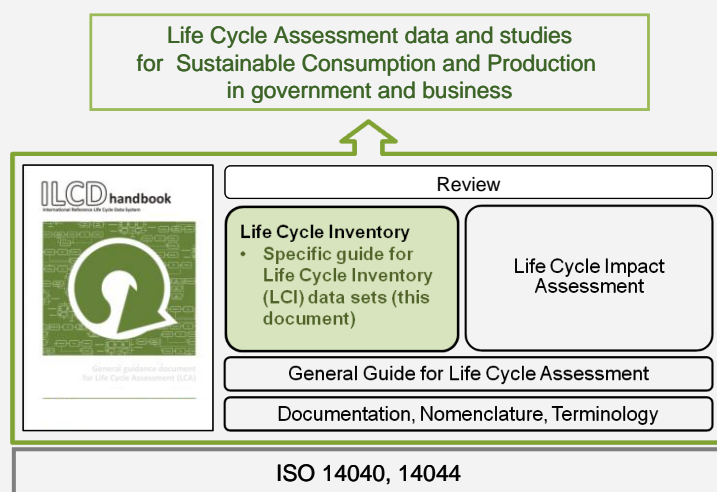 Life Cycle Assessment data and studies
for Sustainable Consumption and Production
in government and business
ILCD handbook
International Reference Life Cycle Data System
General guidance document
for Life Cycle Assessment (LCA)
Review
Life Cycle Inventory
• Specific guide for
Life Cycle Inventory
(LCI) data sets (this
document)
Life Cycle Impact
Assessment
General Guide for Life Cycle Assessment
Documentation, Nomenclature, Terminology
ISO 14040, 14044